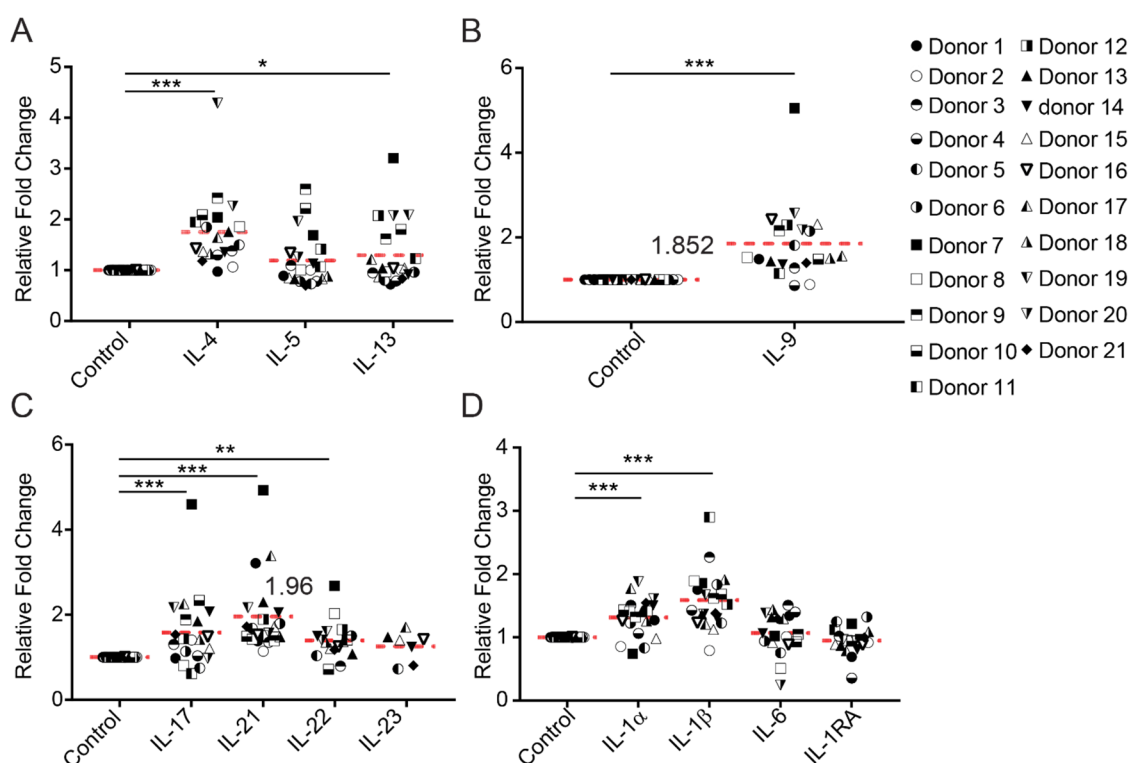 A
Relative Fold Change
5
4
3
2
1
0
***
*
Control
IL-4
IL-5
IL-13
B
Relative Fold Change
6
4
2
0
***
1.852
Control
IL-9
Donor 1
Donor 2
Donor 3
Donor 4
Donor 5
Donor 6
Donor 7
Donor 8
Donor 9
Donor 10
Donor 11
Donor 12
Donor 13
donor 14
Donor 15
Donor 16
Donor 17
Donor 18
Donor 19
Donor 20
Donor 21
C
Relative Fold Change
6
4
2
0
**
***
***
1.96
Control
IL-17
IL-21
IL-22
IL-23
D
Relative Fold Change
4
3
2
1
0
***
***
Control
IL-1α
IL-1β
IL-6
IL-1RA